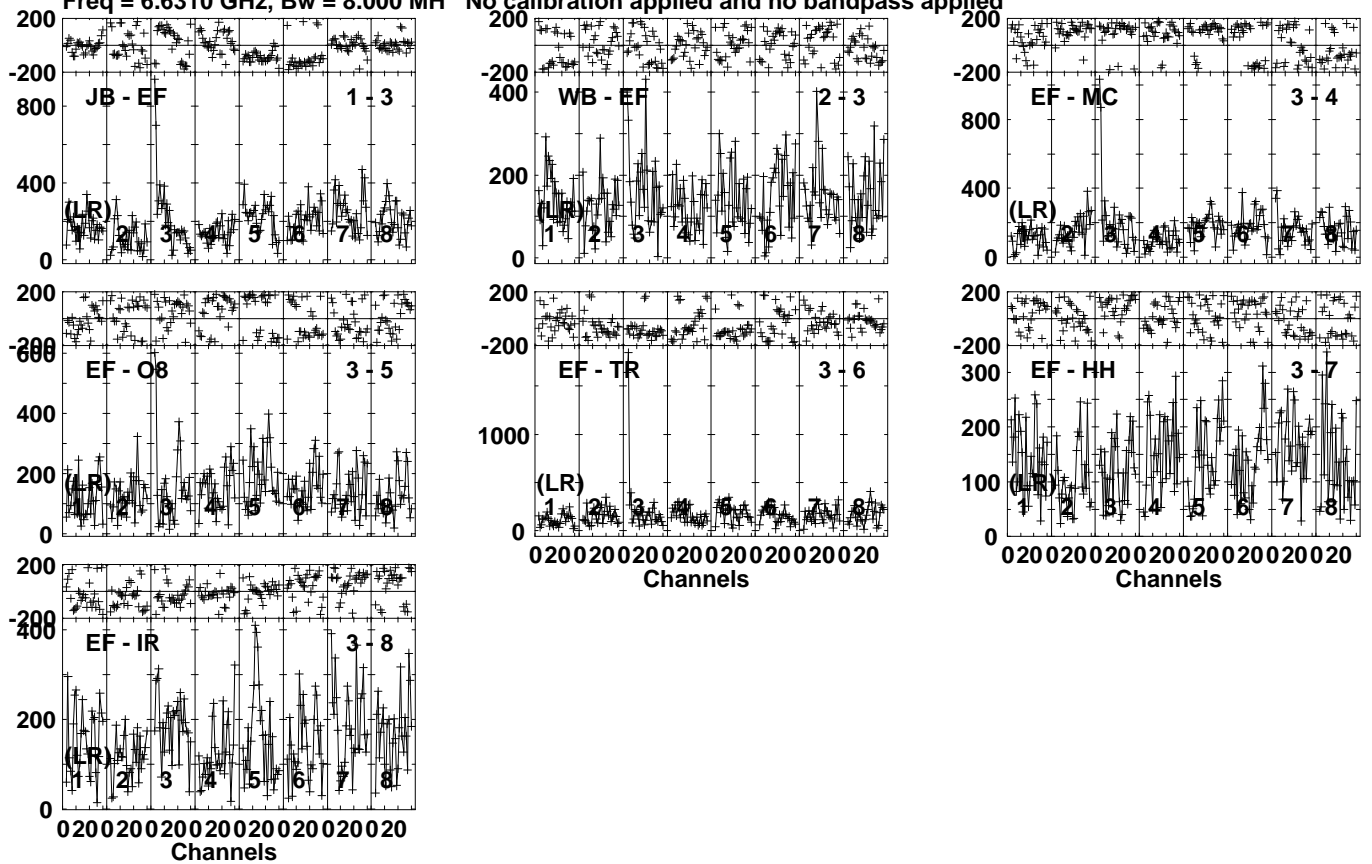 Freq = 6.6310 GHz, Bw = 8.000 MH No calibration applied and no bandpass applied
200
-200
JB - EF 1 - 3
800
400
0
(LR)
1 2 3 4 5 6 7 8
200
-200
WB - EF 2 - 3
400
200
0
(LR)
1 2 3 4 5 6 7 8
200
-200
EF - MC 3 - 4
800
400
0
(LR)
1 2 3 4 5 6 7 8
200
-200
600
EF - O8 3 - 5
400
200
0
(LR)
1 2 3 4 5 6 7 8
200
-200
EF - TR 3 - 6
1000
0
(LR)
1 2 3 4 5 6 7 8
0 20 0 20 0 20 0 20 0 20 0 20 0 20 0 20
Channels
200
-200
EF - HH 3 - 7
300
200
100
0
(LR)
1 2 3 4 5 6 7 8
0 20 0 20 0 20 0 20 0 20 0 20 0 20 0 20
Channels
200
-200
400
EF - IR 3 - 8
200
0
(LR)
1 2 3 4 5 6 7 8
0 20 0 20 0 20 0 20 0 20 0 20 0 20 0 20
Channels